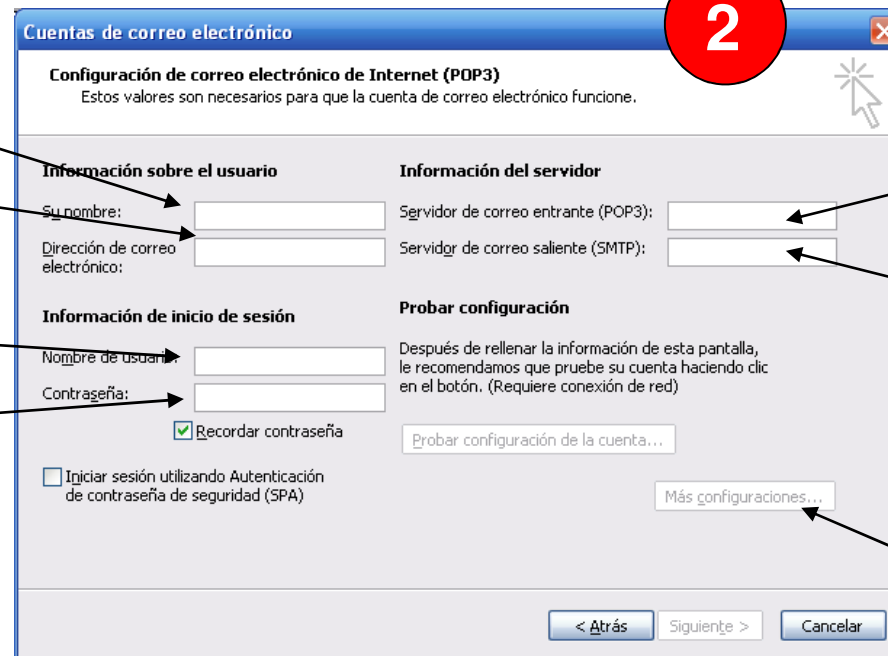 2
Cuentas de correo electrónico
Configuración de correo electrónico de Internet (POP3)
Estos valores son necesarios para que la cuenta de correo electrónico funcione.
Información sobre el usuario
Su nombre:
Dirección de correo
electrónico:
Información de inicio de sesión
Nombre de usuario:
Contraseña:
Recordar contraseña
Iniciar sesión utilizando Autenticación
de contraseña de seguridad (SPA)
Información del servidor
Servidor de correo entrante (POP3):
Servidor de correo saliente (SMTP):
Probar configuración
Después de rellenar la información de esta pantalla,
le recomendamos que pruebe su cuenta haciendo clic
en el botón. (Requiere conexión de red)
Probar configuración de la cuenta...
Más configuraciones...
< Atrás
Siguiente >
Cancelar